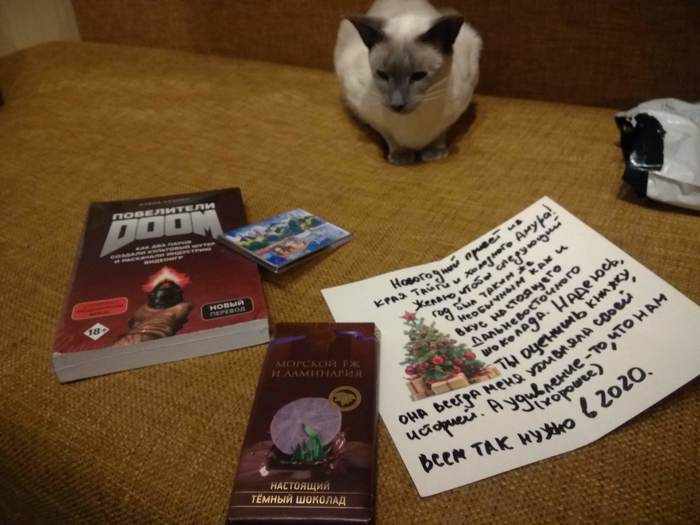 ПОВЕЛИТЕЛИ
DOOM
КАК ДВА ПАРНЯ
СОЗДАЛИ КУЛЬТОВЫЙ ШУТЕР
И РАСКАЧАЛИ ИНДУСТРИЮ
ВИДЕОИГР
НОВЫЙ
ПЕРЕВОД
18+
МОРСКОЙ ЁЖ
И ЛАМИНАРИЯ
НАСТОЯЩИЙ
ТЁМНЫЙ ШОКОЛАД
Новогодний привет из
края тайги и холодного Амура!
Желаю, чтобы следующий
год был таким же
необычным как и
вкус настоящего
дальневосточного
шоколада. Надеюсь,
ты оценишь книжку,
она всегда меня удивляла своей
историей. А удивление - то, что нам
(хорошее)
всем так нужно в 2020.